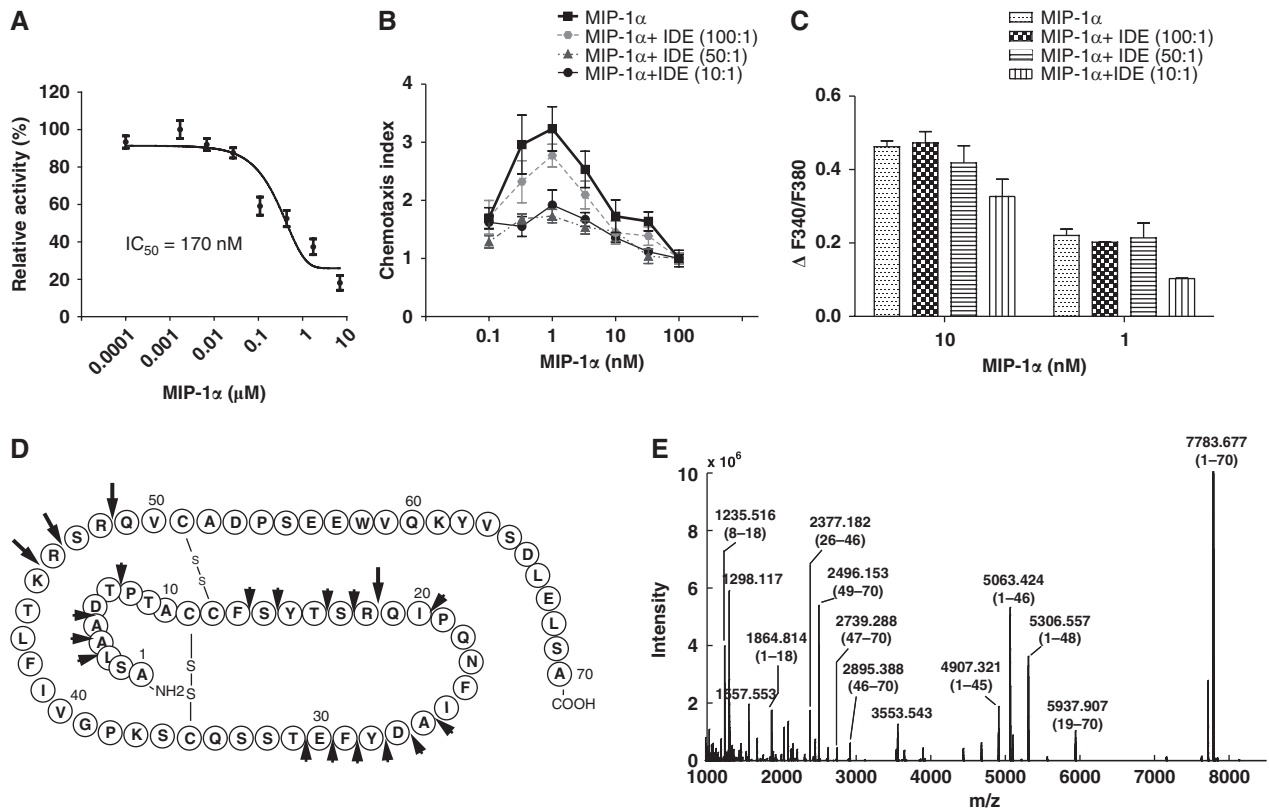 A
Relative activity (%)
120
100
80
60
40
20
0
IC50 = 170 nM
0.0001
0.001
0.01
0.1
1
10
MIP-1α (μM)
B
MIP-1α
MIP-1α+ IDE (100:1)
MIP-1α+ IDE (50:1)
MIP-1α+IDE (10:1)
Chemotaxis index
4
3
2
1
0
0.1 1 10 100
MIP-1α (nM)
C
MIP-1α
MIP-1α+ IDE (100:1)
MIP-1α+ IDE (50:1)
MIP-1α+IDE (10:1)
Δ F340/F380
0.6
0.4
0.2
0.0
10 1
MIP-1α (nM)
D
50 60
K R S R Q V C A D P S E E W V Q K Y V S D L E L S A 70
COOH
S
S
10 20
T P T A C C F S Y T S R Q I P Q N F I A D Y F E T S S Q C S K P G V I F L T
D A A L S A
1
NH2
S
S
40
30
E
x 10^6
Intensity
10
8
6
4
2
0
1235.516
(8–18)
1298.117
1557.553
1864.814
(1–18)
2377.182
(26–46)
2496.153
(49–70)
2739.288
(47–70)
2895.388
(46–70)
3553.543
4907.321
(1–45)
5063.424
(1–46)
5306.557
(1–48)
5937.907
(19–70)
7783.677
(1–70)
1000 2000 3000 4000 5000 6000 7000 8000
m/z